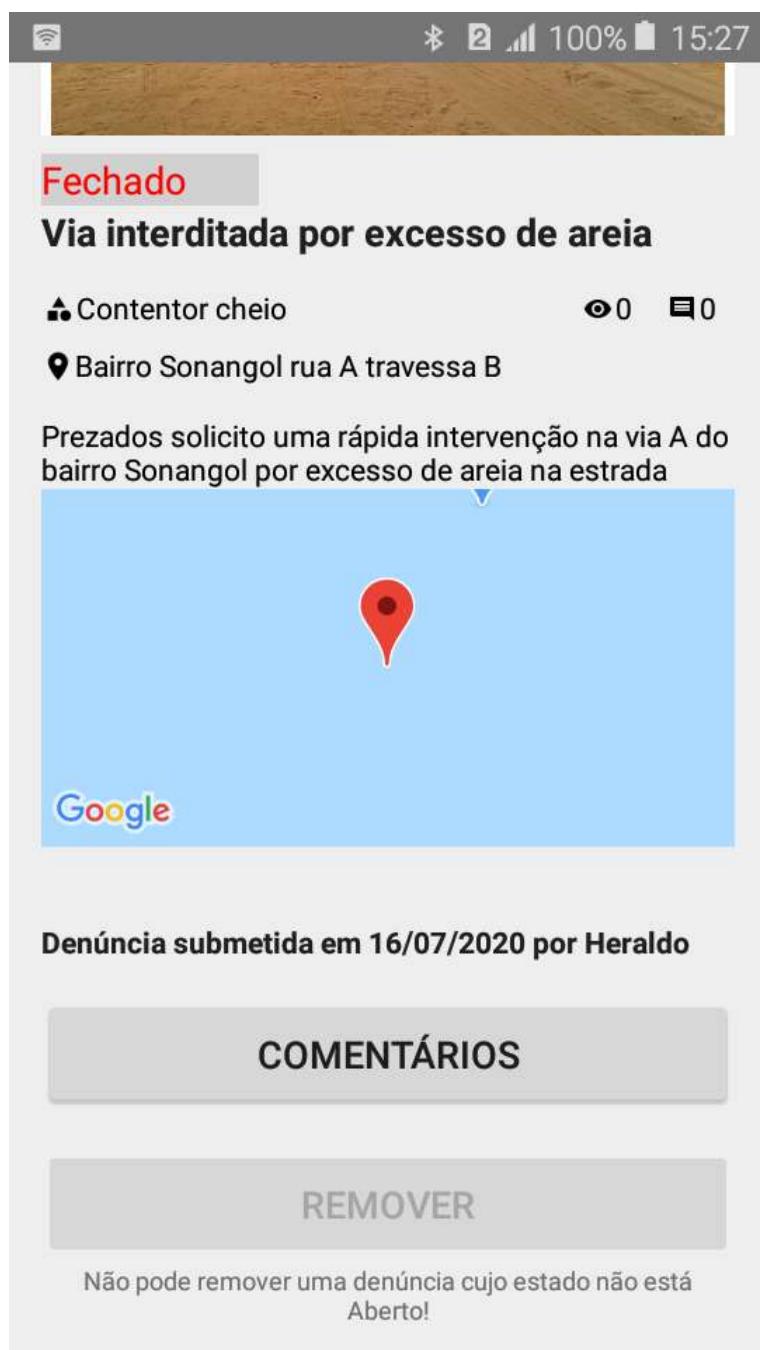 2 100% 15:27
Fechado
Via interditada por excesso de areia
Contentor cheio 0 0
Bairro Sonangol rua A travessa B
Prezados solicito uma rápida intervenção na via A do
bairro Sonangol por excesso de areia na estrada
Google
Denúncia submetida em 16/07/2020 por Heraldo
COMENTÁRIOS
REMOVER
Não pode remover uma denúncia cujo estado não está
Aberto!